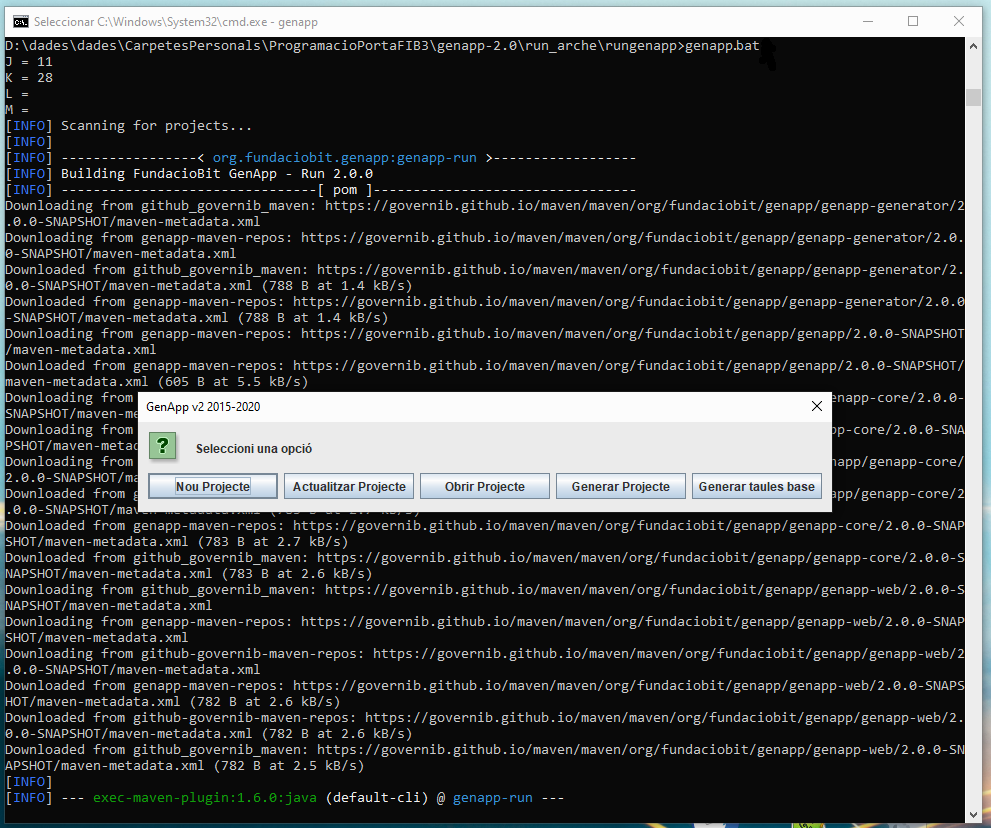 Seleccionar C:\Windows\System32\cmd.exe - genapp
D:\dades\dades\CarpetesPersonals\ProgramacioPortaFIB3\genapp-2.0\run_arche\rungenapp>genapp.bat
J = 11
K = 28
L =
M =
[INFO] Scanning for projects...
[INFO]
[INFO] -----------------< org.fundaciobit.genapp:genapp-run >------------------
[INFO] Building FundacioBit GenApp - Run 2.0.0
[INFO] --------------------------------[ pom ]---------------------------------
Downloading from github_governib_maven: https://governib.github.io/maven/maven/org/fundaciobit/genapp/genapp-generator/2
.0.0-SNAPSHOT/maven-metadata.xml
Downloading from genapp-maven-repos: https://governib.github.io/maven/maven/org/fundaciobit/genapp/genapp-generator/2.0.
0-SNAPSHOT/maven-metadata.xml
Downloaded from github_governib_maven: https://governib.github.io/maven/maven/org/fundaciobit/genapp/genapp-generator/2.
0.0-SNAPSHOT/maven-metadata.xml (788 B at 1.4 kB/s)
Downloaded from genapp-maven-repos: https://governib.github.io/maven/maven/org/fundaciobit/genapp/genapp-generator/2.0.0
-SNAPSHOT/maven-metadata.xml (788 B at 1.4 kB/s)
Downloading from genapp-maven-repos: https://governib.github.io/maven/maven/org/fundaciobit/genapp/genapp/2.0.0-SNAPSHOT
/maven-metadata.xml
Downloaded from genapp-maven-repos: https://governib.github.io/maven/maven/org/fundaciobit/genapp/genapp/2.0.0-SNAPSHOT/
maven-metadata.xml (605 B at 5.5 kB/s)
Downloading from
genapp-core/2.0.0-
SNAPSHOT/maven-me
Downloading from
-core/2.0.0-SNA
PSHOT/maven-metad
Downloaded from g
genapp-core/
2.0.0-SNAPSHOT/ma
Downloaded from g
genapp-core/2
.0.0-SNAPSHOT/mav
GenApp v2 2015-2020
?
Seleccioni una opció
Nou Projecte
Actualitzar Projecte
Obrir Projecte
Generar Projecte
Generar taules base
Downloaded from genapp-maven-repos: https://governib.github.io/maven/maven/org/fundaciobit/genapp/genapp-core/2.0.0-SNAP
SHOT/maven-metadata.xml (783 B at 2.7 kB/s)
Downloaded from github_governib_maven: https://governib.github.io/maven/maven/org/fundaciobit/genapp/genapp-core/2.0.0-S
NAPSHOT/maven-metadata.xml (783 B at 2.6 kB/s)
Downloading from github_governib_maven: https://governib.github.io/maven/maven/org/fundaciobit/genapp/genapp-web/2.0.0-S
NAPSHOT/maven-metadata.xml
Downloading from genapp-maven-repos: https://governib.github.io/maven/maven/org/fundaciobit/genapp/genapp-web/2.0.0-SNAP
SHOT/maven-metadata.xml
Downloading from github-governib-maven-repos: https://governib.github.io/maven/maven/org/fundaciobit/genapp/genapp-web/2
.0.0-SNAPSHOT/maven-metadata.xml
Downloaded from genapp-maven-repos: https://governib.github.io/maven/maven/org/fundaciobit/genapp/genapp-web/2.0.0-SNAPS
HOT/maven-metadata.xml (782 B at 2.6 kB/s)
Downloaded from github-governib-maven-repos: https://governib.github.io/maven/maven/org/fundaciobit/genapp/genapp-web/2.
0.0-SNAPSHOT/maven-metadata.xml (782 B at 2.6 kB/s)
Downloaded from github_governib_maven: https://governib.github.io/maven/maven/org/fundaciobit/genapp/genapp-web/2.0.0-SN
APSHOT/maven-metadata.xml (782 B at 2.5 kB/s)
[INFO]
[INFO] --- exec-maven-plugin:1.6.0:java (default-cli) @ genapp-run ---